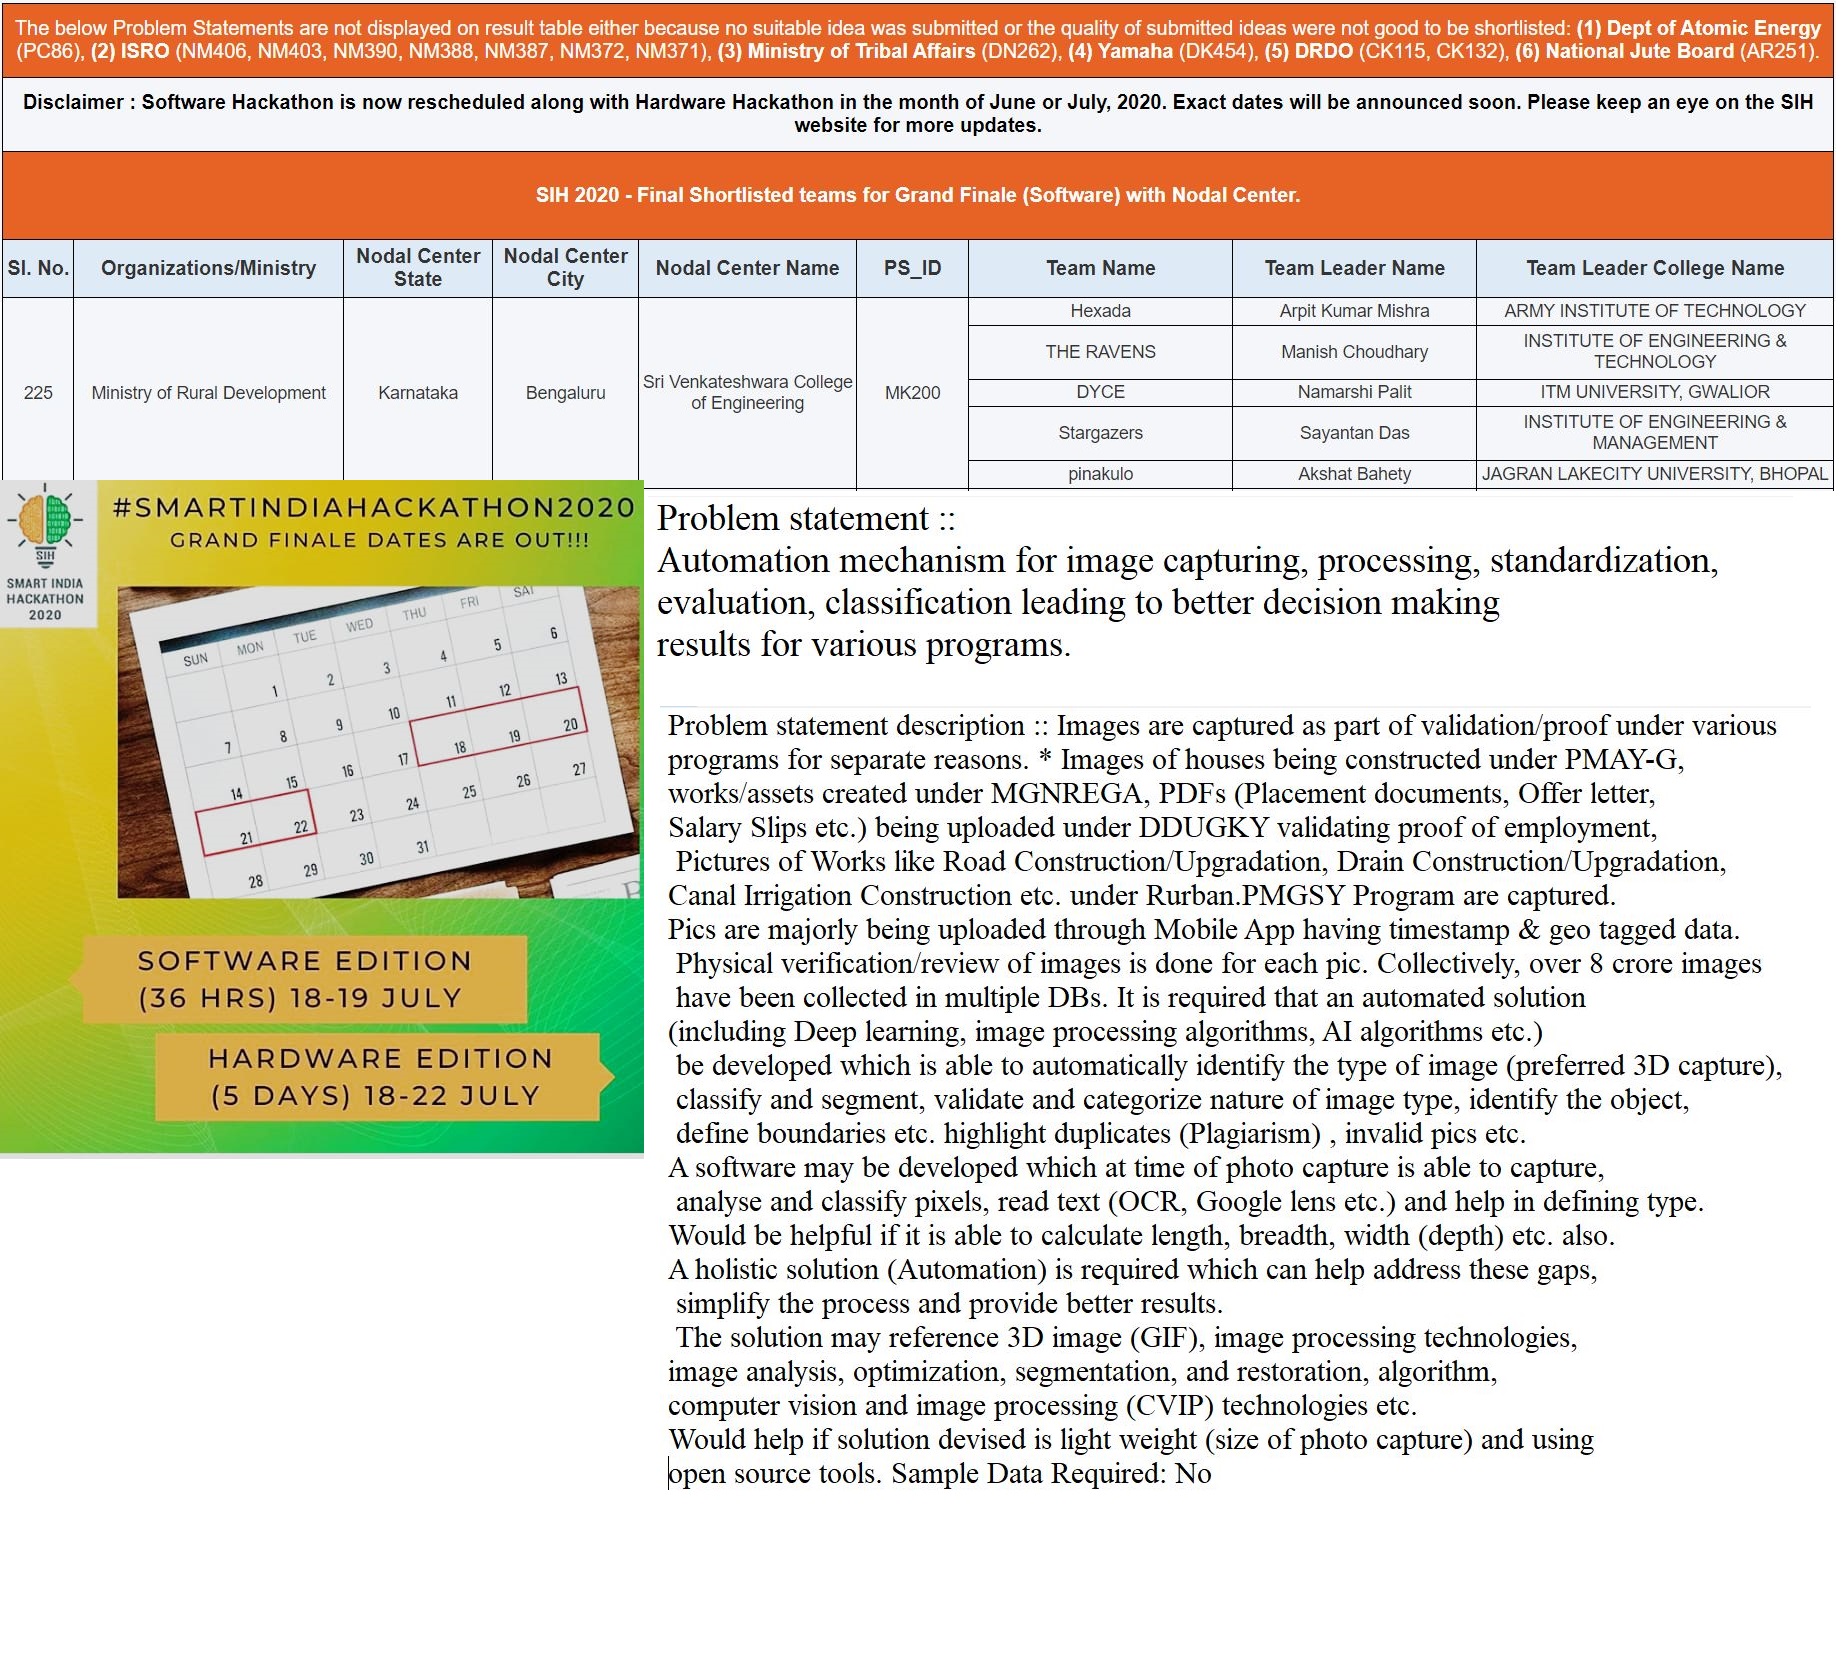 The below Problem Statements are not displayed on result table either because no suitable idea was submitted or the quality of submitted ideas were not good to be shortlisted: (1) Dept of Atomic Energy
(PC86), (2) ISRO (NM406, NM403, NM390, NM388, NM387, NM372, NM371), (3) Ministry of Tribal Affairs (DN262), (4) Yamaha (DK454), (5) DRDO (CK115, CK132), (6) National Jute Board (AR251).
Disclaimer : Software Hackathon is now rescheduled along with Hardware Hackathon in the month of June or July, 2020. Exact dates will be announced soon. Please keep an eye on the SIH
website for more updates.
SIH 2020 - Final Shortlisted teams for Grand Finale (Software) with Nodal Center.
Sl. No. Organizations/Ministry Nodal Center State Nodal Center City Nodal Center Name PS_ID Team Name Team Leader Name Team Leader College Name
225 Ministry of Rural Development Karnataka Bengaluru Sri Venkateshwara College of Engineering MK200
Hexada Arpit Kumar Mishra ARMY INSTITUTE OF TECHNOLOGY
THE RAVENS Manish Choudhary INSTITUTE OF ENGINEERING & TECHNOLOGY
DYCE Namarshi Palit ITM UNIVERSITY, GWALIOR
Stargazers Sayantan Das INSTITUTE OF ENGINEERING & MANAGEMENT
pinakulo Akshat Bahety JAGRAN LAKECITY UNIVERSITY, BHOPAL
SIH
SMART INDIA
HACKATHON
2020
#SMARTINDIAHACKATHON2020
GRAND FINALE DATES ARE OUT!!!
SUN MON TUE WED THU FRI SAT
1 2 3 4 5 6
7 8 9 10 11 12 13
14 15 16 17 18 19 20
21 22 23 24 25 26 27
28 29 30 31
SOFTWARE EDITION
(36 HRS) 18-19 JULY
HARDWARE EDITION
(5 DAYS) 18-22 JULY
Problem statement ::
Automation mechanism for image capturing, processing, standardization,
evaluation, classification leading to better decision making
results for various programs.
Problem statement description :: Images are captured as part of validation/proof under various
programs for separate reasons. * Images of houses being constructed under PMAY-G,
works/assets created under MGNREGA, PDFs (Placement documents, Offer letter,
Salary Slips etc.) being uploaded under DDUGKY validating proof of employment,
Pictures of Works like Road Construction/Upgradation, Drain Construction/Upgradation,
Canal Irrigation Construction etc. under Rurban.PMGSY Program are captured.
Pics are majorly being uploaded through Mobile App having timestamp & geo tagged data.
Physical verification/review of images is done for each pic. Collectively, over 8 crore images
have been collected in multiple DBs. It is required that an automated solution
(including Deep learning, image processing algorithms, AI algorithms etc.)
be developed which is able to automatically identify the type of image (preferred 3D capture),
classify and segment, validate and categorize nature of image type, identify the object,
define boundaries etc. highlight duplicates (Plagiarism) , invalid pics etc.
A software may be developed which at time of photo capture is able to capture,
analyse and classify pixels, read text (OCR, Google lens etc.) and help in defining type.
Would be helpful if it is able to calculate length, breadth, width (depth) etc. also.
A holistic solution (Automation) is required which can help address these gaps,
simplify the process and provide better results.
The solution may reference 3D image (GIF), image processing technologies,
image analysis, optimization, segmentation, and restoration, algorithm,
computer vision and image processing (CVIP) technologies etc.
Would help if solution devised is light weight (size of photo capture) and using
open source tools. Sample Data Required: No